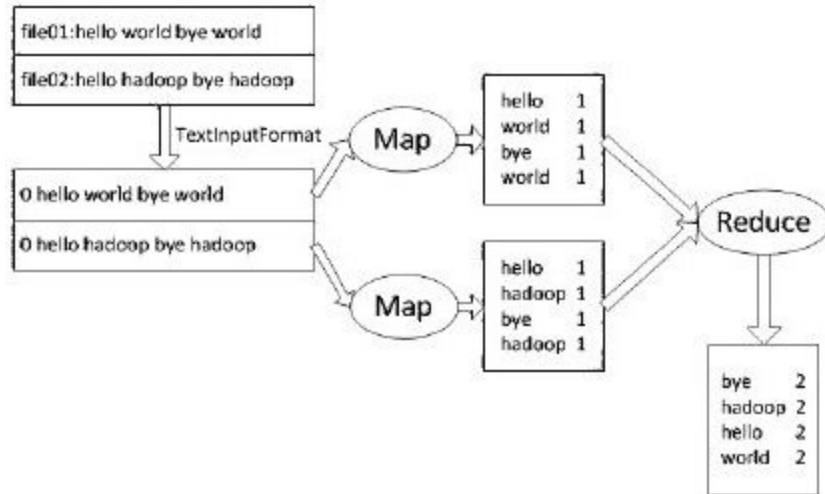 file01:hello world bye world
file02:hello hadoop bye hadoop
TextInputFormat
0 hello world bye world
0 hello hadoop bye hadoop
Map
hello 1
world 1
bye 1
world 1
Map
hello 1
hadoop 1
bye 1
hadoop 1
Reduce
bye 2
hadoop 2
hello 2
world 2